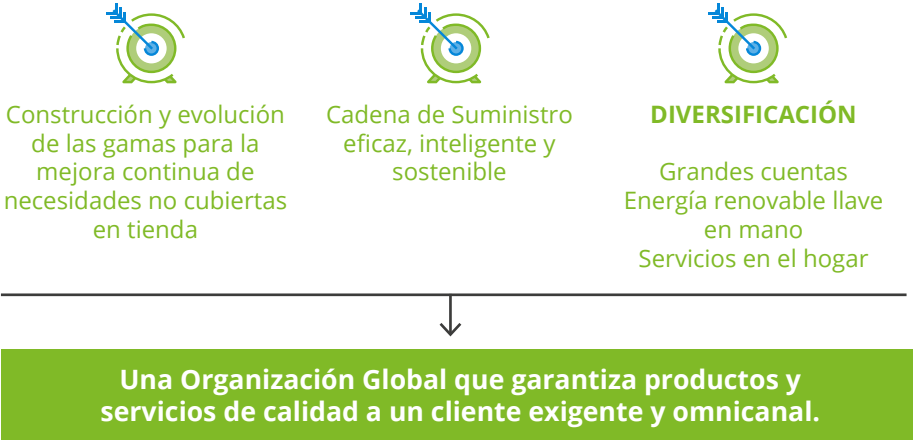 Construcción y evolución
de las gamas para la
mejora continua de
necesidades no cubiertas
en tienda
Cadena de Suministro
eficaz, inteligente y
sostenible
DIVERSIFICACIÓN
Grandes cuentas
Energía renovable llave
en mano
Servicios en el hogar
Una Organización Global que garantiza productos y
servicios de calidad a un cliente exigente y omnicanal.